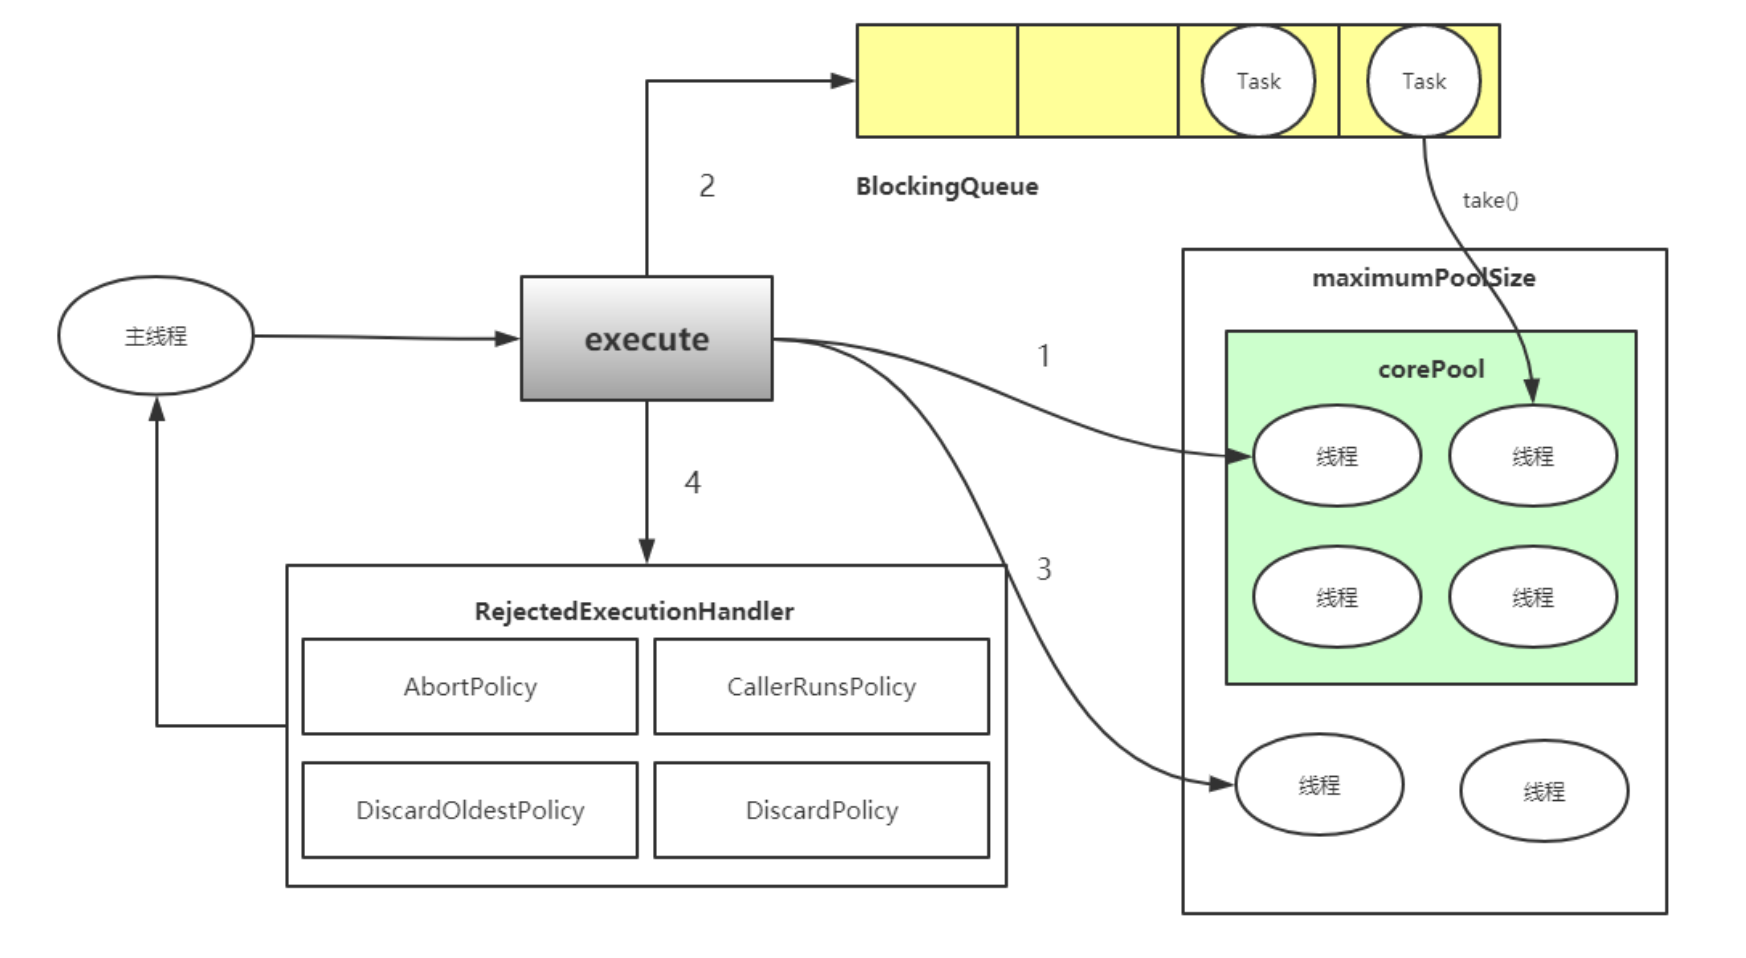 Task
Task
2
BlockingQueue
take()
maximumPoolSize
主线程
execute
1
corePool
线程
线程
4
3
线程
线程
RejectedExecutionHandler
AbortPolicy
CallerRunsPolicy
DiscardOldestPolicy
DiscardPolicy
线程
线程